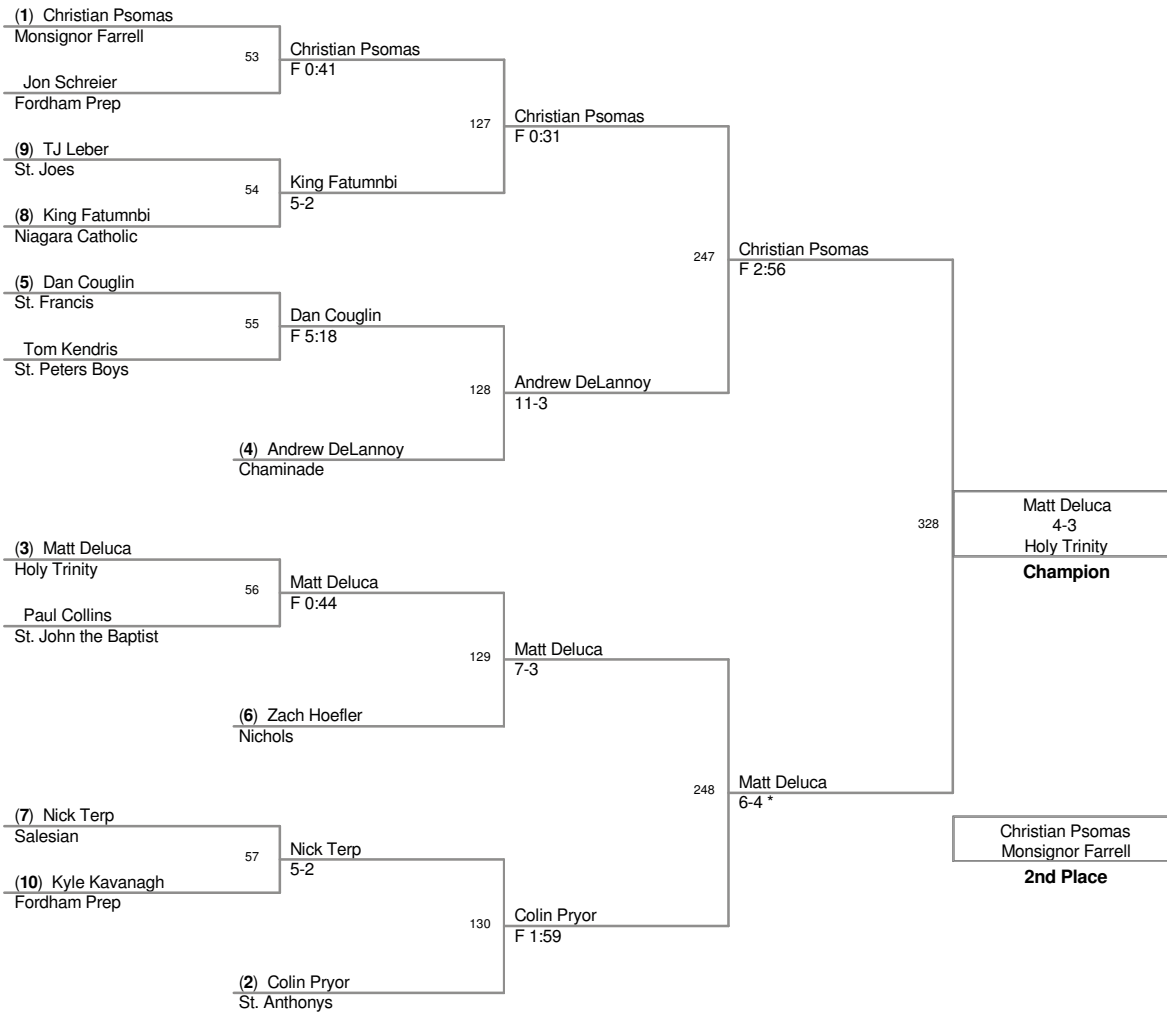 (1) Christian Psomas
Monsignor Farrell
53
Christian Psomas
F 0:41
Jon Schreier
Fordham Prep
127
Christian Psomas
F 0:31
(9) TJ Leber
St. Joes
54
King Fatumnbi
5-2
(8) King Fatumnbi
Niagara Catholic
247
Christian Psomas
F 2:56
(5) Dan Couglin
St. Francis
55
Dan Couglin
F 5:18
Tom Kendris
St. Peters Boys
128
Andrew DeLannoy
11-3
(4) Andrew DeLannoy
Chaminade
328
Matt Deluca
4-3
Holy Trinity
Champion
(3) Matt Deluca
Holy Trinity
56
Matt Deluca
F 0:44
Paul Collins
St. John the Baptist
129
Matt Deluca
7-3
(6) Zach Hoefler
Nichols
248
Matt Deluca
6-4 *
(7) Nick Terp
Salesian
57
Nick Terp
5-2
(10) Kyle Kavanagh
Fordham Prep
130
Colin Pryor
F 1:59
(2) Colin Pryor
St. Anthonys
Christian Psomas
Monsignor Farrell
2nd Place